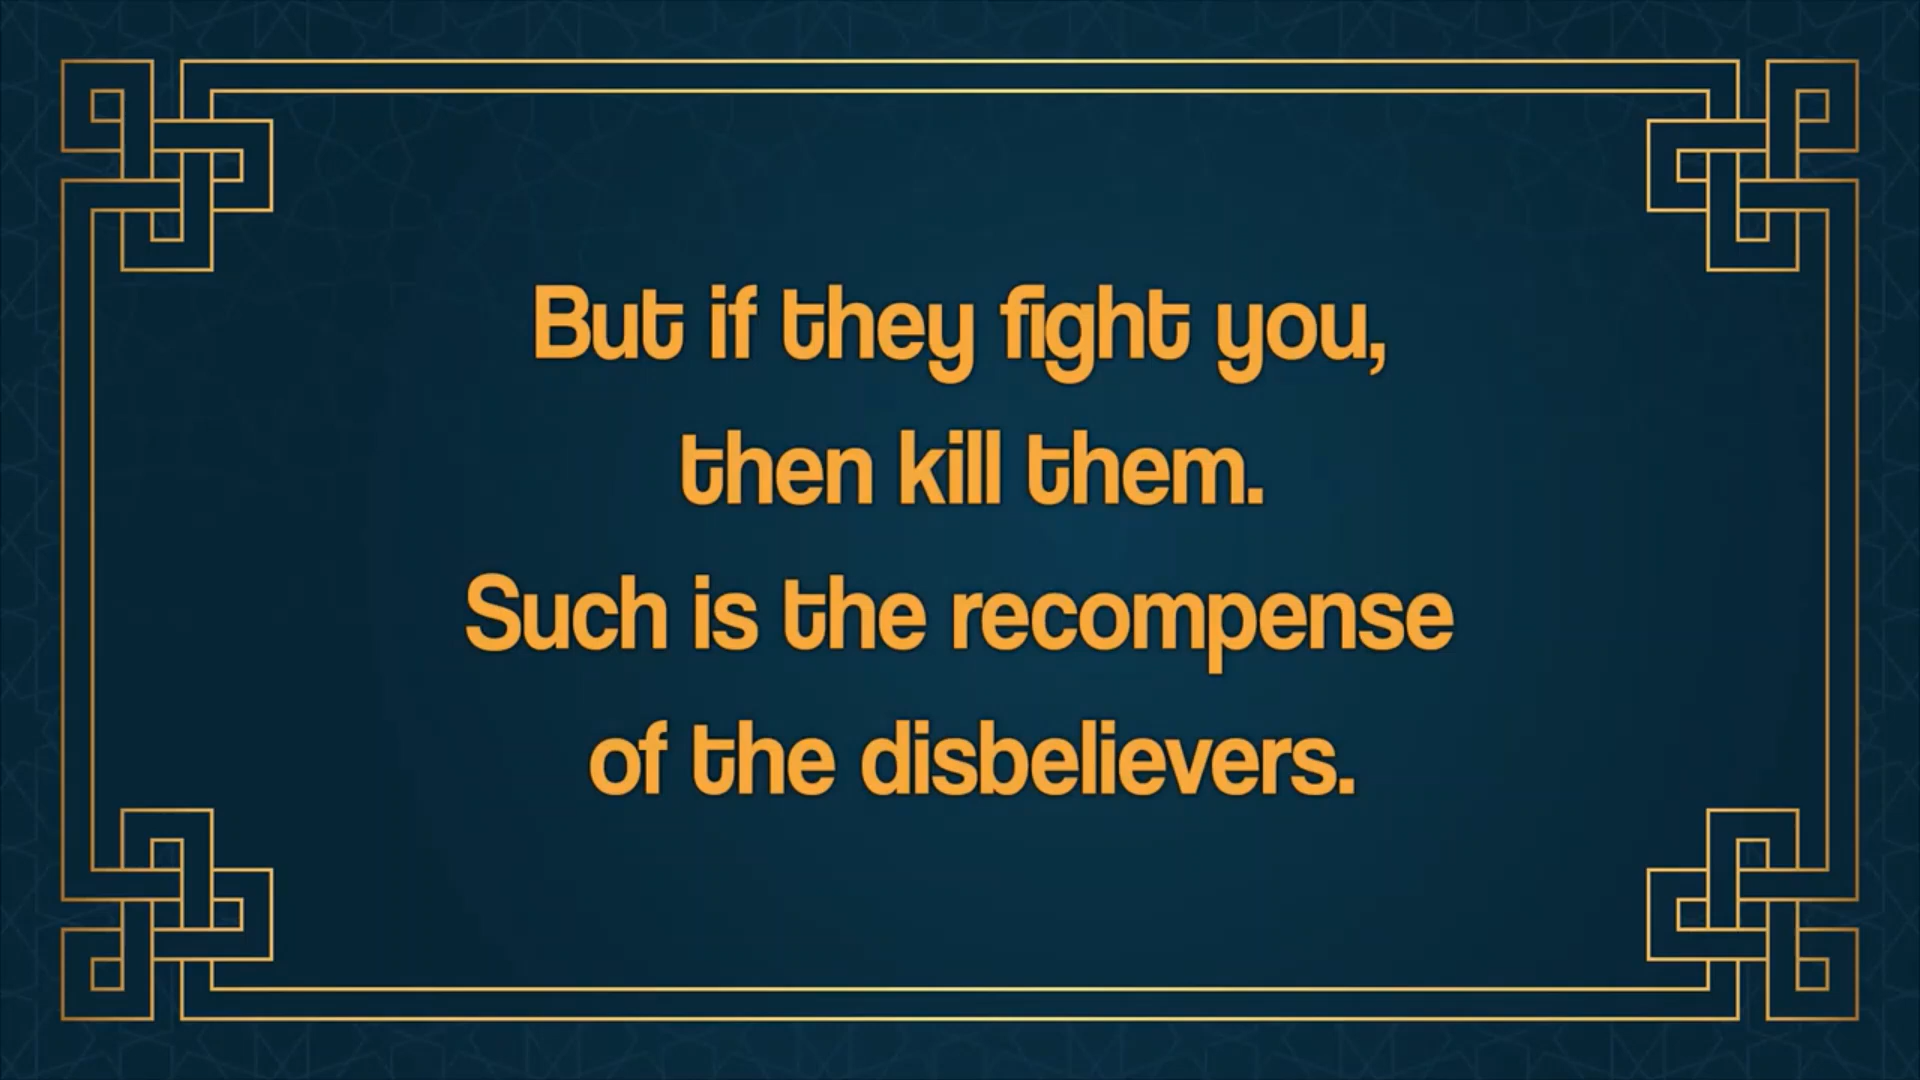 But if they fight you,
then kill them.
Such is the recompense
of the disbelievers.